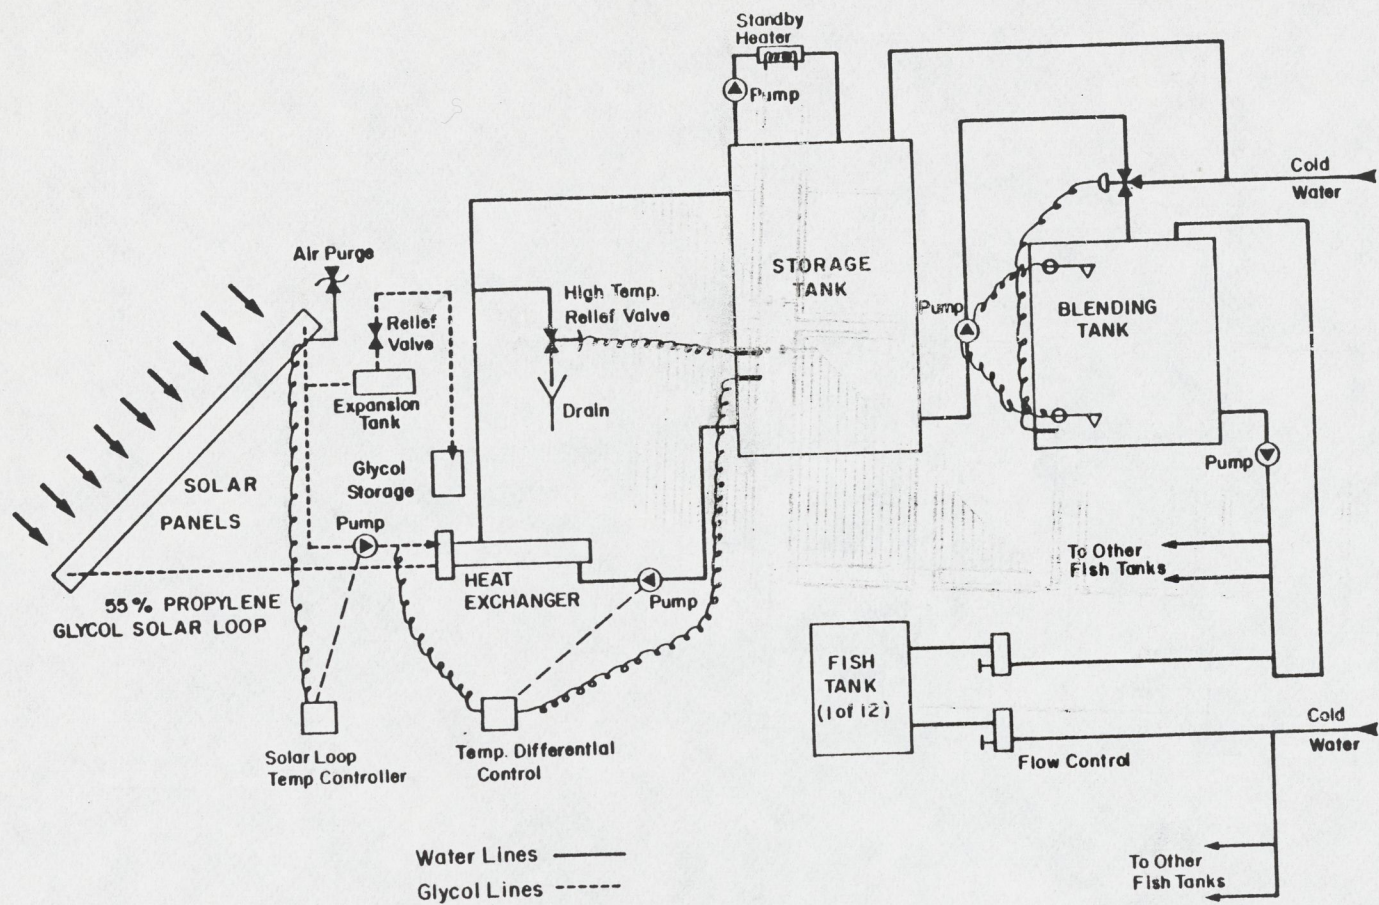 Standby
Heater
Pump
Cold
Water
STORAGE
TANK
Air Purge
High Temp.
Relief Valve
Relief
Valve
Pump
BLENDING
TANK
Expansion
Tank
Drain
Glycol
Storage
SOLAR
PANELS
Pump
Pump
HEAT
EXCHANGER
Pump
To Other
Fish Tanks
55% PROPYLENE
GLYCOL SOLAR LOOP
FISH
TANK
(1 of 12)
Cold
Water
Flow Control
Solar Loop
Temp Controller
Temp. Differential
Control
To Other
Fish Tanks
Water Lines
Glycol Lines